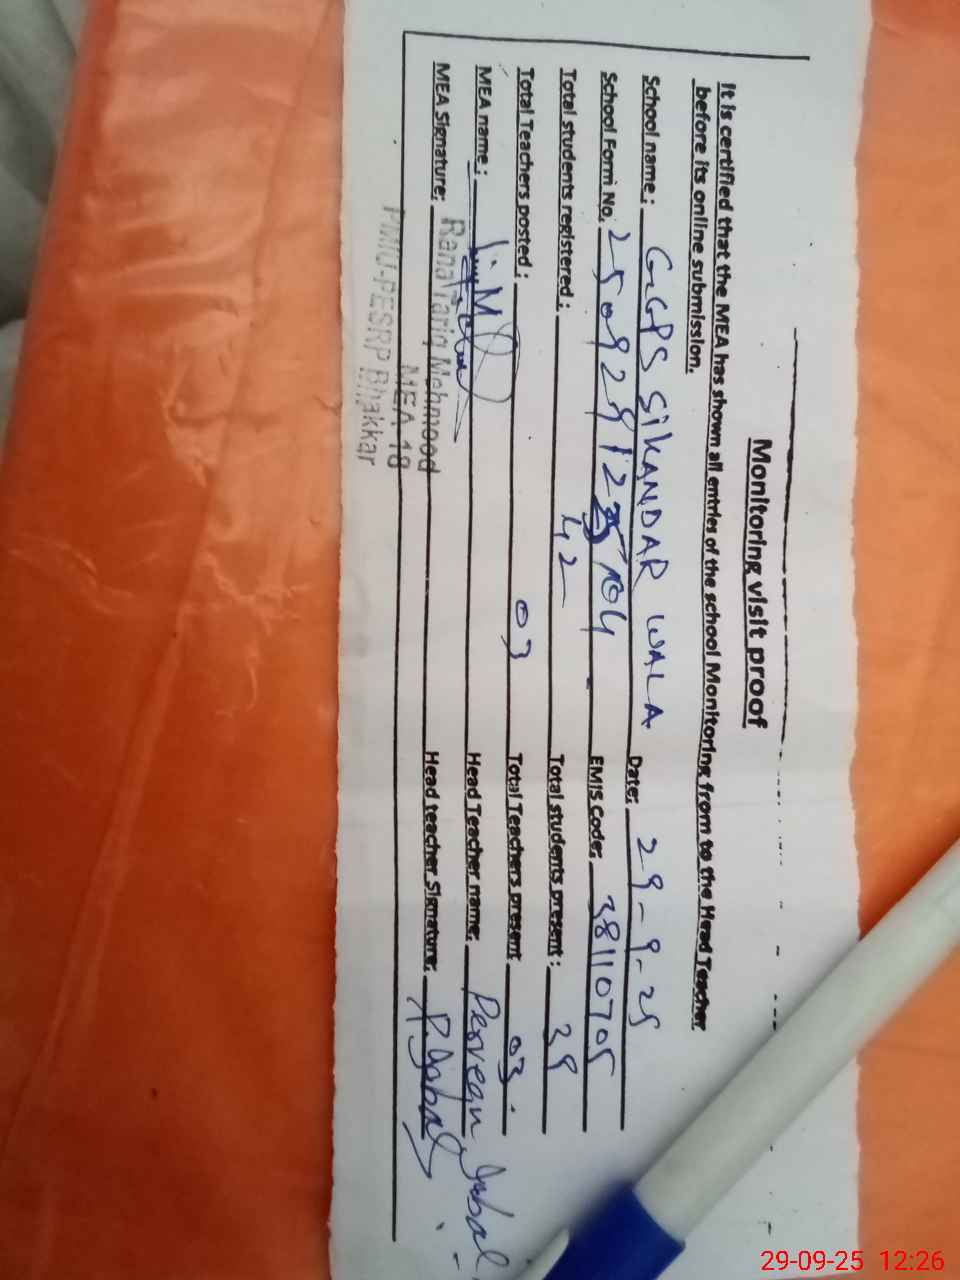 Monitoring visit proof
It is certified that the MEA has shown all entries of the school Monitoring from to the Head Teacher
before its online submission.
School name: GGPS SIKANDAR WALA Date: 29-9-25
School Form No. EMIS Code: 38110705
Total students registered: 42 Total students present: 39
Total Teachers posted: 03 Total Teachers present 03
MEA name: Head Teacher name: Perveen Iqbal
MEA Signature: Head teacher Signature: P. Iqbal
Rana Tariq Mehmood
MEA 18
PMIU-PESRP Bhakkar
29-09-25 12:26